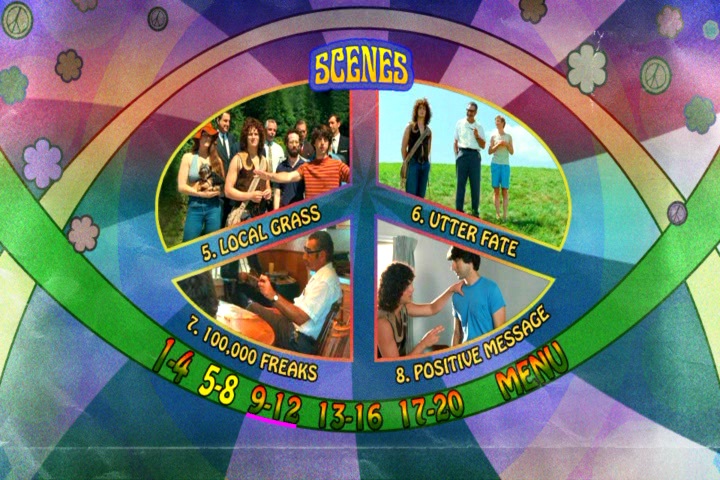 SCENES
5. LOCAL GRASS
6. UTTER FATE
7. 100,000 FREAKS
8. POSITIVE MESSAGE
1-4 5-8 9-12 13-16 17-20 MENU